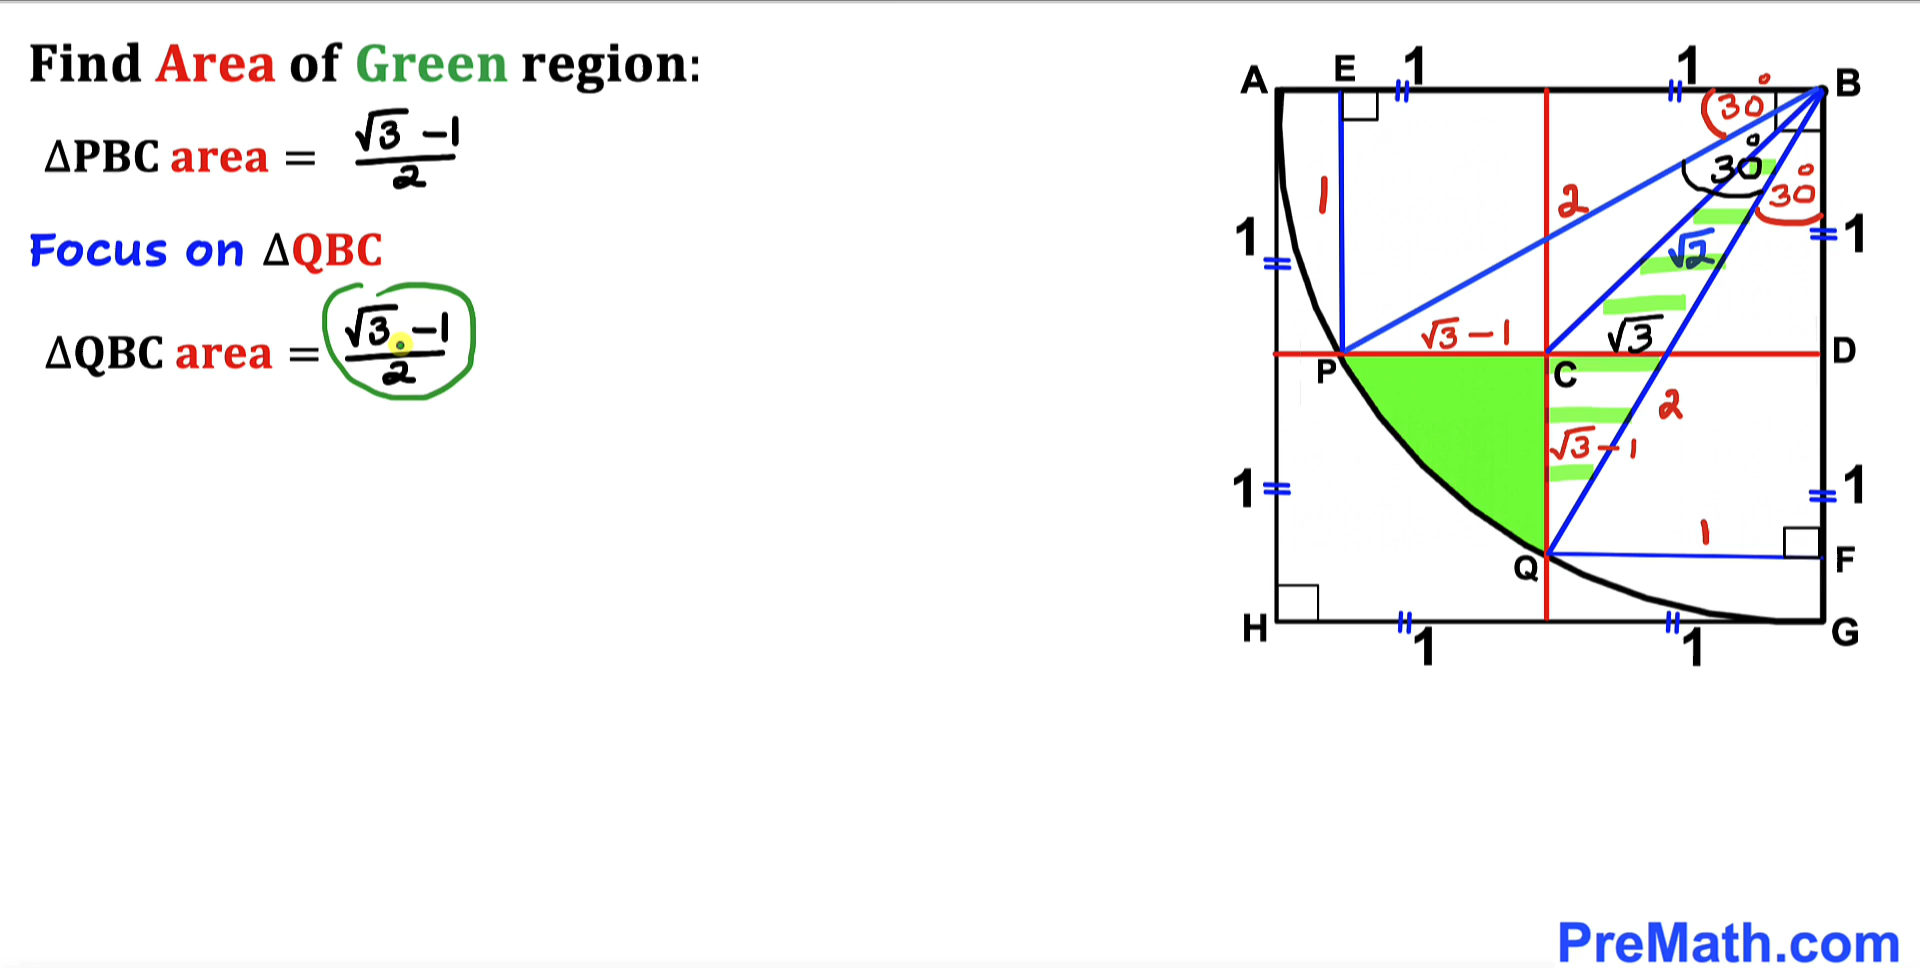 Find Area of Green region:
ΔPBC area = √3 −1
2
Focus on ΔQBC
ΔQBC area = √3 −1
2
A E 1 1 B
30°
30°
30°
1 2 1
1 √2
√3 − 1 √3
P C D
2
√3 − 1
1 1
1
Q F
H G
1 1
PreMath.com